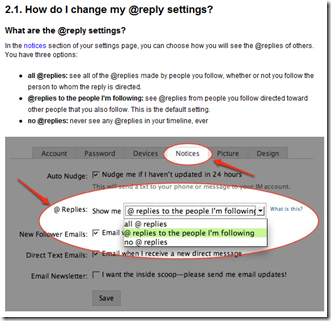 2.1. How do I change my @reply settings?
What are the @reply settings?
In the notices section of your settings page, you can choose how you will see the @replies of others.
You have three options:
• all @replies: see all of the @replies made by people you follow, whether or not you follow the
person to whom the reply is directed.
• @replies to the people I'm following: see @replies from people you follow directed toward
other people that you also follow. This is the default setting.
• no @replies: never see any @replies in your timeline, ever
Account Password Devices Notices Picture Design
Auto Nudge: Nudge me if I haven't updated in 24 hours
This will send a txt to your phone or message to your IM account.
@ Replies: Show me @ replies to the people I'm following What is this?
all @ replies
@ replies to the people I'm following
no @ replies
New Follower Emails: Email w
Direct Text Emails: Email when I receive a new direct message
Email Newsletter: I want the inside scoop—please send me email updates!
Save